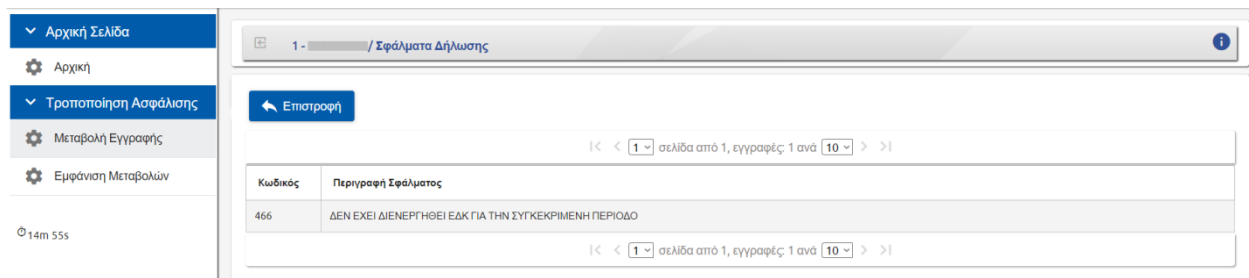 Αρχική Σελίδα
Αρχική
Τροποποίηση Ασφάλισης
Μεταβολή Εγγραφής
Εμφάνιση Μεταβολών
14m 55s
1 - / Σφάλματα Δήλωσης
Επιστροφή
1 σελίδα από 1, εγγραφές: 1 ανά 10
Κωδικός Περιγραφή Σφάλματος
466 ΔΕΝ ΕΧΕΙ ΔΙΕΝΕΡΓΗΘΕΙ ΕΔΚ ΓΙΑ ΤΗΝ ΣΥΓΚΕΚΡΙΜΕΝΗ ΠΕΡΙΟΔΟ
1 σελίδα από 1, εγγραφές: 1 ανά 10